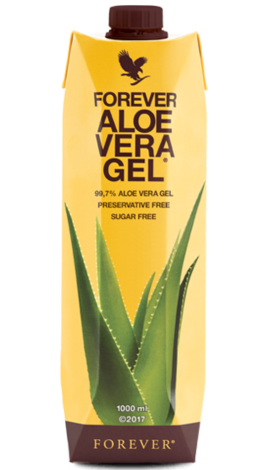 FOREVER
ALOE
VERA
GEL®
99,7% ALOE VERA GEL
PRESERVATIVE FREE
SUGAR FREE
1000 ml
©2017
FOREVER®